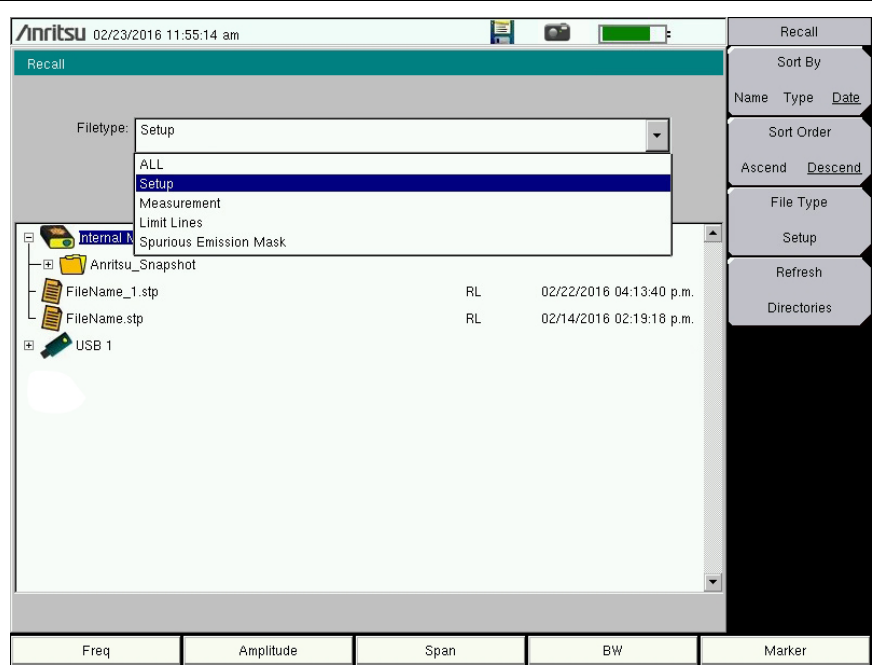 Anritsu 02/23/2016 11:55:14 am
Recall
Filetype: Setup
ALL
Setup
Measurement
Limit Lines
Spurious Emission Mask
Internal
Anritsu_Snapshot
FileName_1.stp RL 02/22/2016 04:13:40 p.m.
FileName.stp RL 02/14/2016 02:19:18 p.m.
USB 1
Recall
Sort By
Name Type Date
Sort Order
Ascend Descend
File Type
Setup
Refresh
Directories
Freq Amplitude Span BW Marker